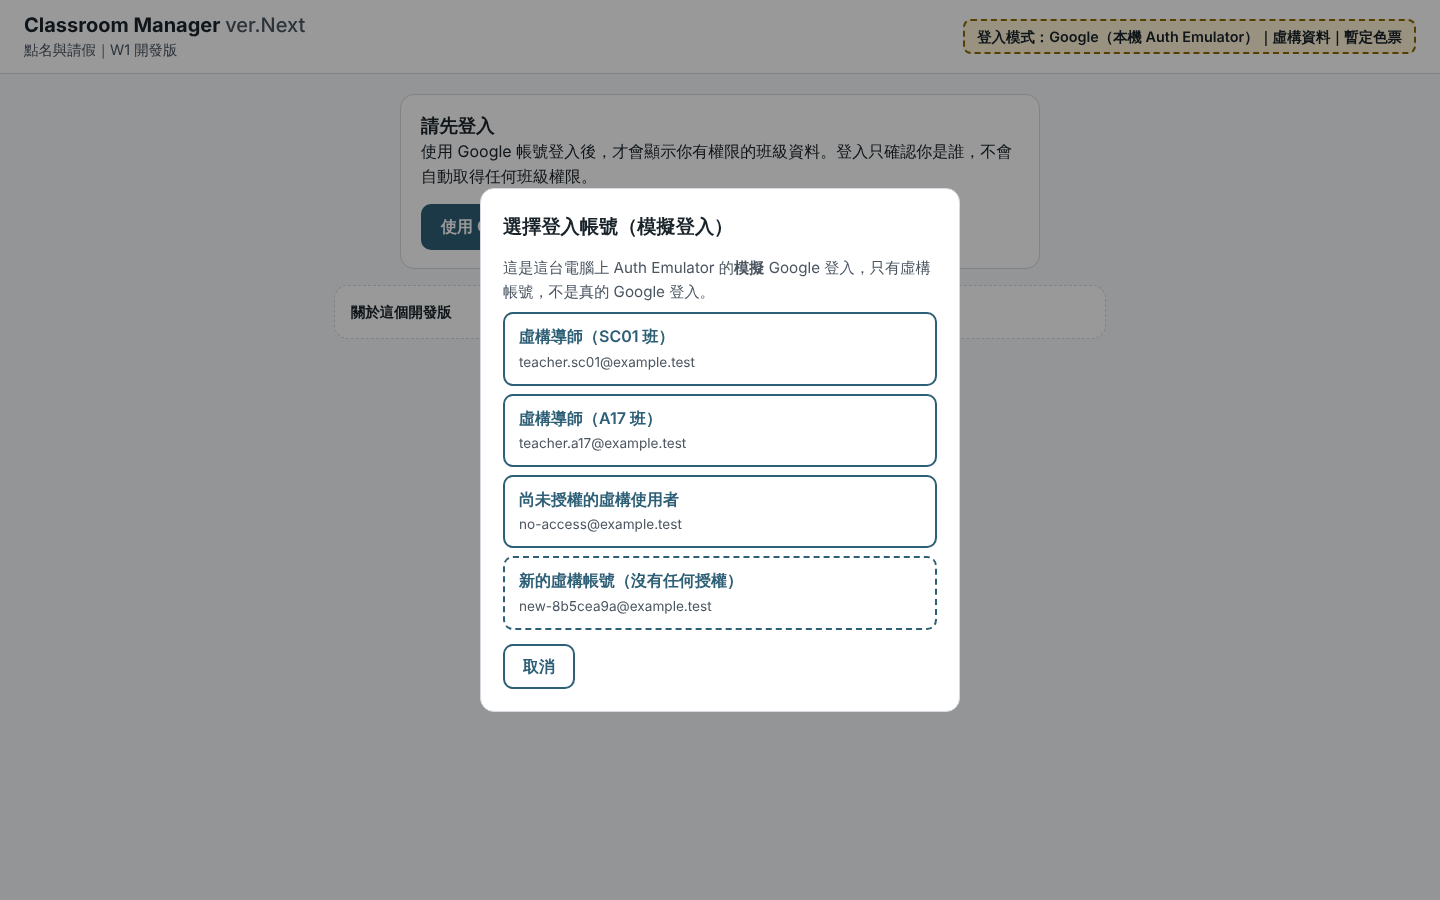 Classroom Manager ver.Next
點名與請假｜W1 開發版
登入模式：Google（本機 Auth Emulator）｜虛構資料｜暫定色票
請先登入
使用 Google 帳號登入後，才會顯示你有權限的班級資料。登入只確認你是誰，不會
自動取得任何班級權限。
使用
選擇登入帳號（模擬登入）
這是這台電腦上 Auth Emulator 的模擬 Google 登入，只有虛構
帳號，不是真的 Google 登入。
虛構導師（SC01 班）
teacher.sc01@example.test
虛構導師（A17 班）
teacher.a17@example.test
尚未授權的虛構使用者
no-access@example.test
新的虛構帳號（沒有任何授權）
new-8b5cea9a@example.test
取消
關於這個開發版